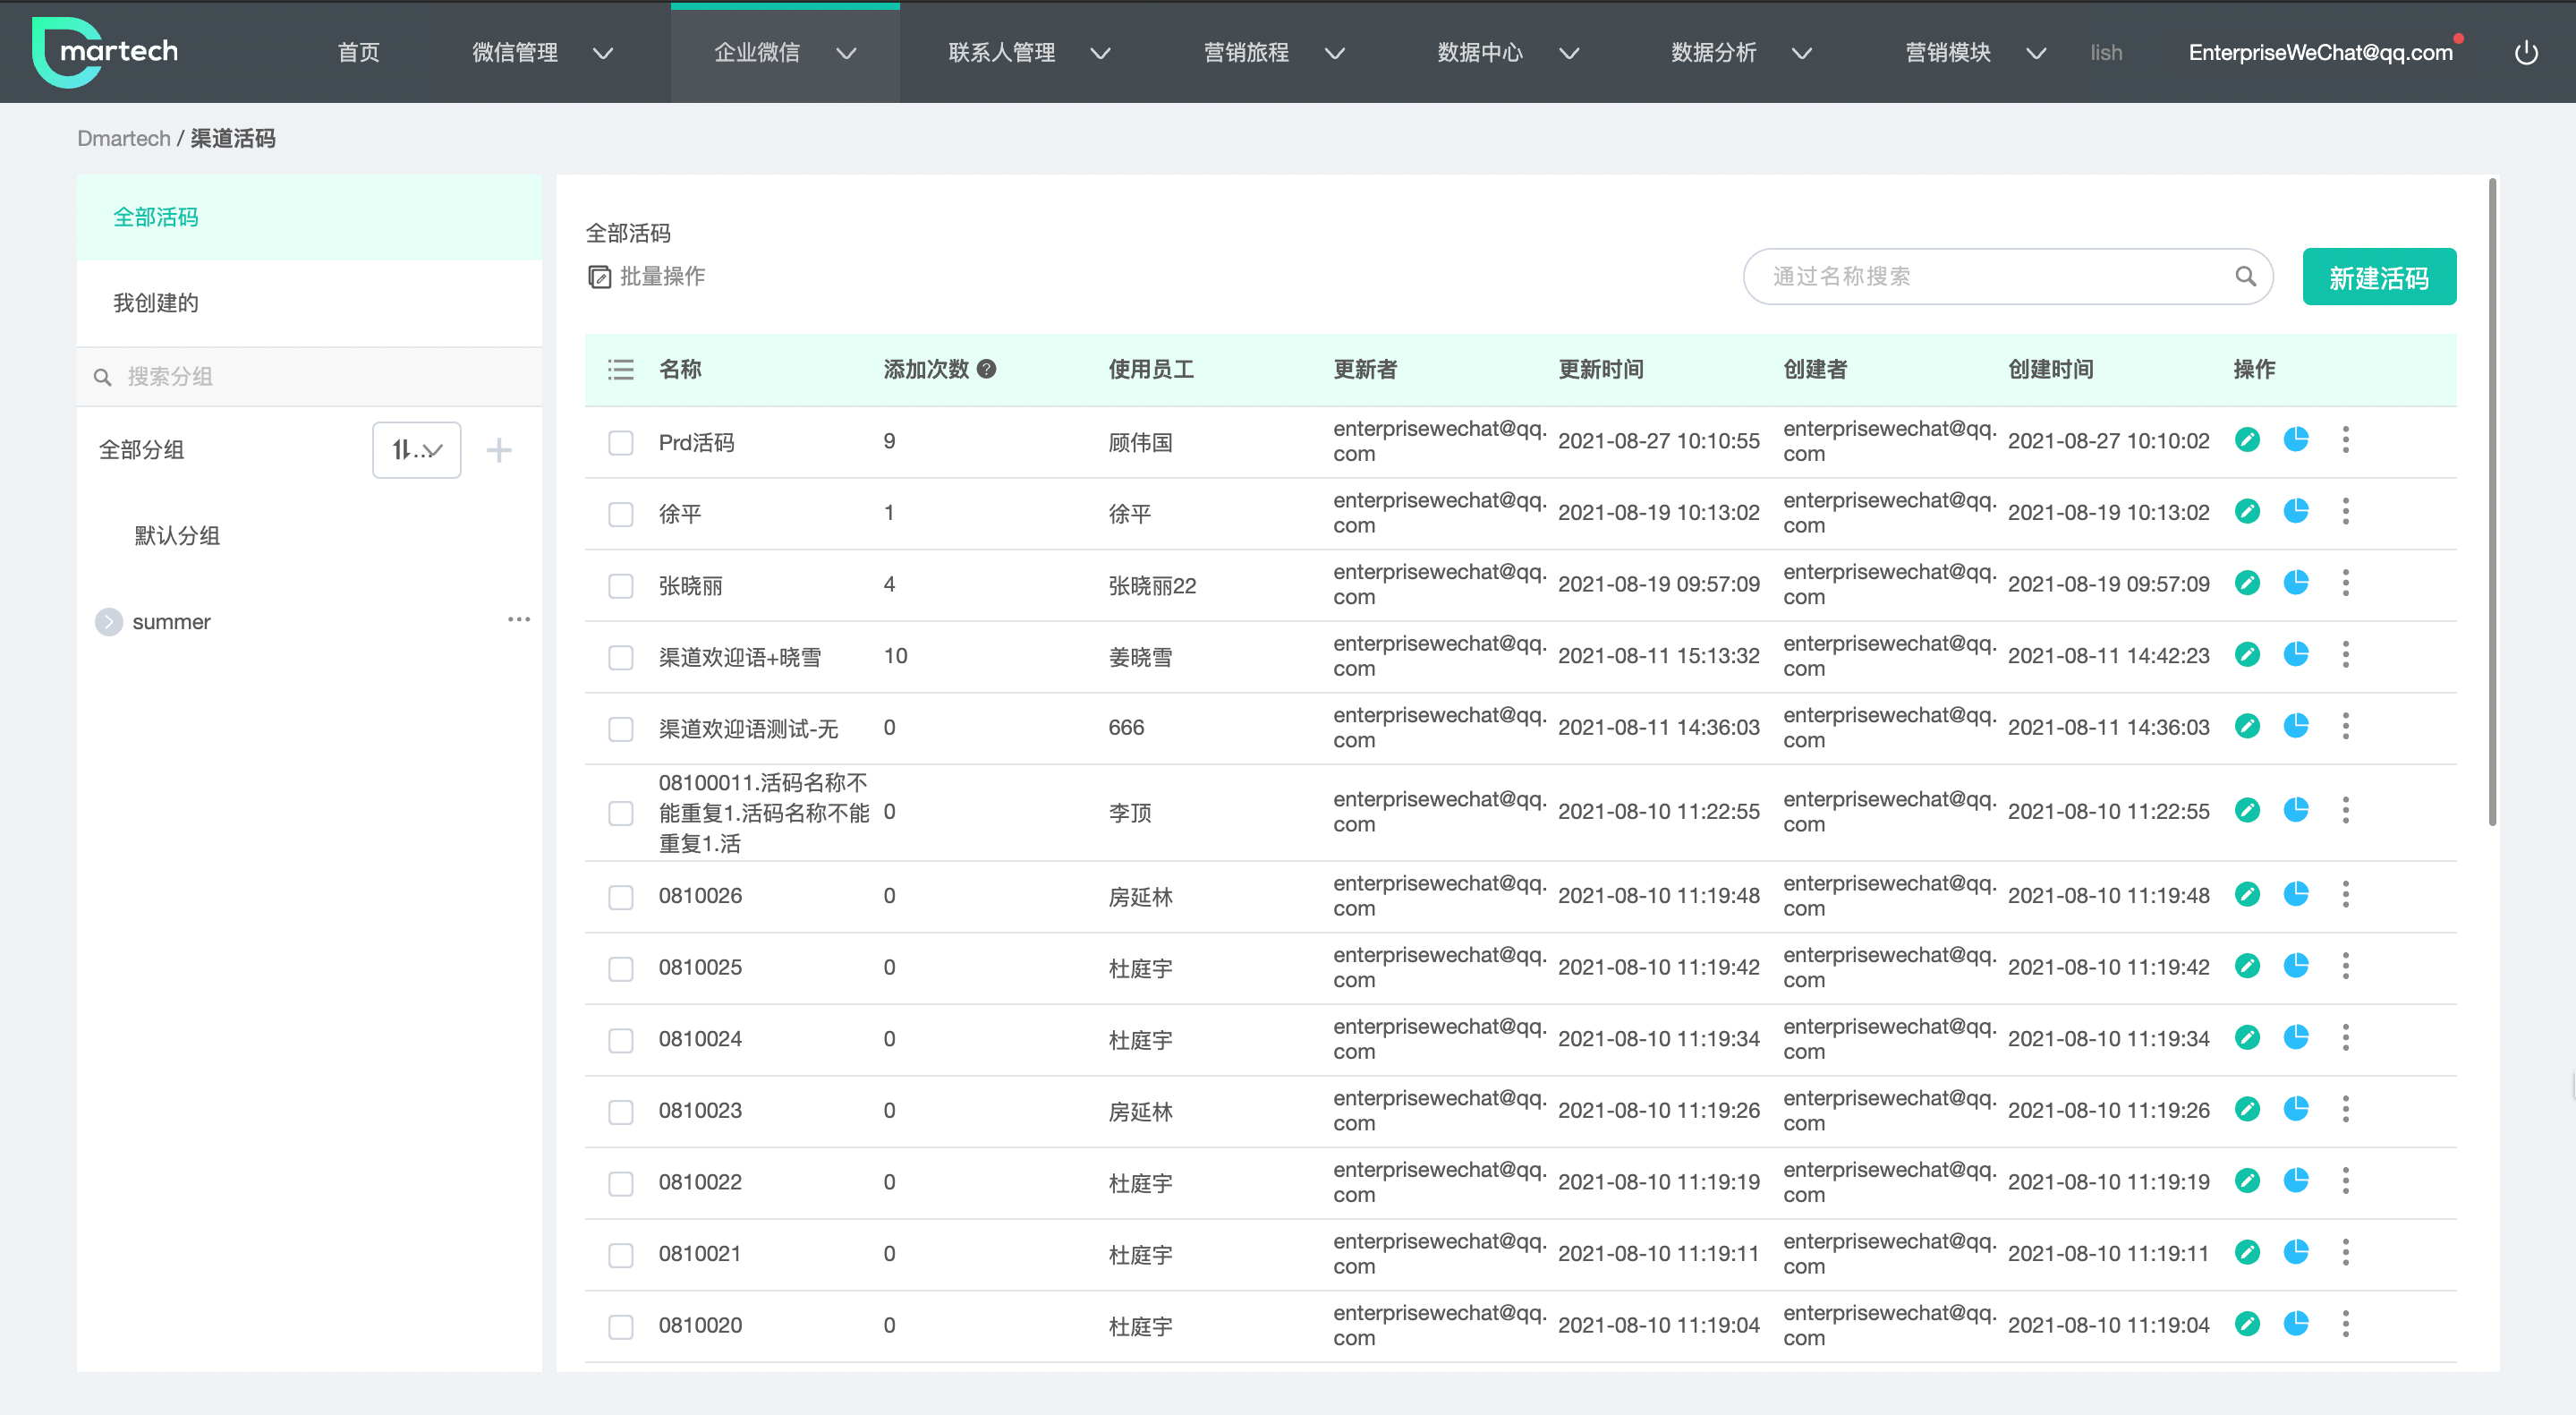 martech 首页 微信管理 企业微信 联系人管理 营销旅程 数据中心 数据分析 营销模块 lish EnterpriseWeChat@qq.com
Dmartech / 渠道活码
全部活码
我创建的
搜索分组
全部分组 ...
默认分组
summer
全部活码
批量操作
通过名称搜索
新建活码
名称 添加次数 ? 使用员工 更新者 更新时间 创建者 创建时间 操作
Prd活码 9 顾伟国 enterprisewechat@qq.com 2021-08-27 10:10:55 enterprisewechat@qq.com 2021-08-27 10:10:02
徐平 1 徐平 enterprisewechat@qq.com 2021-08-19 10:13:02 enterprisewechat@qq.com 2021-08-19 10:13:02
张晓丽 4 张晓丽22 enterprisewechat@qq.com 2021-08-19 09:57:09 enterprisewechat@qq.com 2021-08-19 09:57:09
渠道欢迎语+晓雪 10 姜晓雪 enterprisewechat@qq.com 2021-08-11 15:13:32 enterprisewechat@qq.com 2021-08-11 14:42:23
渠道欢迎语测试-无 0 666 enterprisewechat@qq.com 2021-08-11 14:36:03 enterprisewechat@qq.com 2021-08-11 14:36:03
08100011.活码名称不能重复1.活码名称不能重复1.活 0 李顶 enterprisewechat@qq.com 2021-08-10 11:22:55 enterprisewechat@qq.com 2021-08-10 11:22:55
0810026 0 房延林 enterprisewechat@qq.com 2021-08-10 11:19:48 enterprisewechat@qq.com 2021-08-10 11:19:48
0810025 0 杜庭宇 enterprisewechat@qq.com 2021-08-10 11:19:42 enterprisewechat@qq.com 2021-08-10 11:19:42
0810024 0 杜庭宇 enterprisewechat@qq.com 2021-08-10 11:19:34 enterprisewechat@qq.com 2021-08-10 11:19:34
0810023 0 房延林 enterprisewechat@qq.com 2021-08-10 11:19:26 enterprisewechat@qq.com 2021-08-10 11:19:26
0810022 0 杜庭宇 enterprisewechat@qq.com 2021-08-10 11:19:19 enterprisewechat@qq.com 2021-08-10 11:19:19
0810021 0 杜庭宇 enterprisewechat@qq.com 2021-08-10 11:19:11 enterprisewechat@qq.com 2021-08-10 11:19:11
0810020 0 杜庭宇 enterprisewechat@qq.com 2021-08-10 11:19:04 enterprisewechat@qq.com 2021-08-10 11:19:04